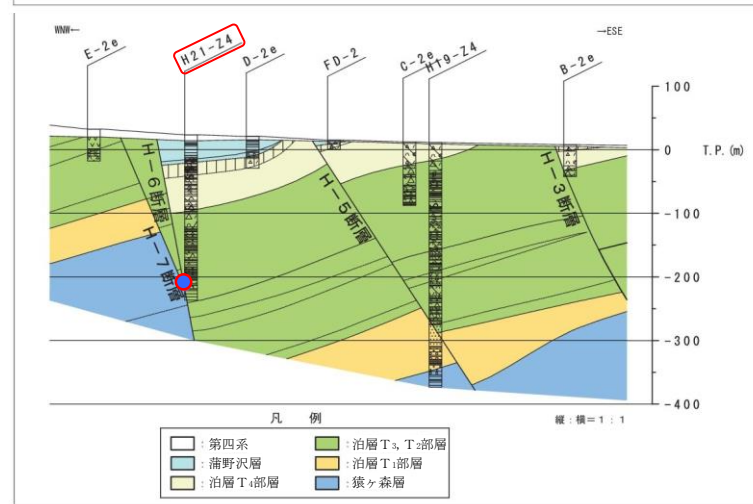 WNW← →ESE
E-2e H21-Z4 D-2e FD-2 C-2e H19-Z4 B-2e
100
0 T.P.(m)
-100
-200
-300
-400
H-6断層
H-7断層
H-5断層
H-3断層
凡 例
縦:横=1:1
:第四系 :泊層T3, T2部層
:蒲野沢層 :泊層T1部層
:泊層T4部層 :猿ヶ森層